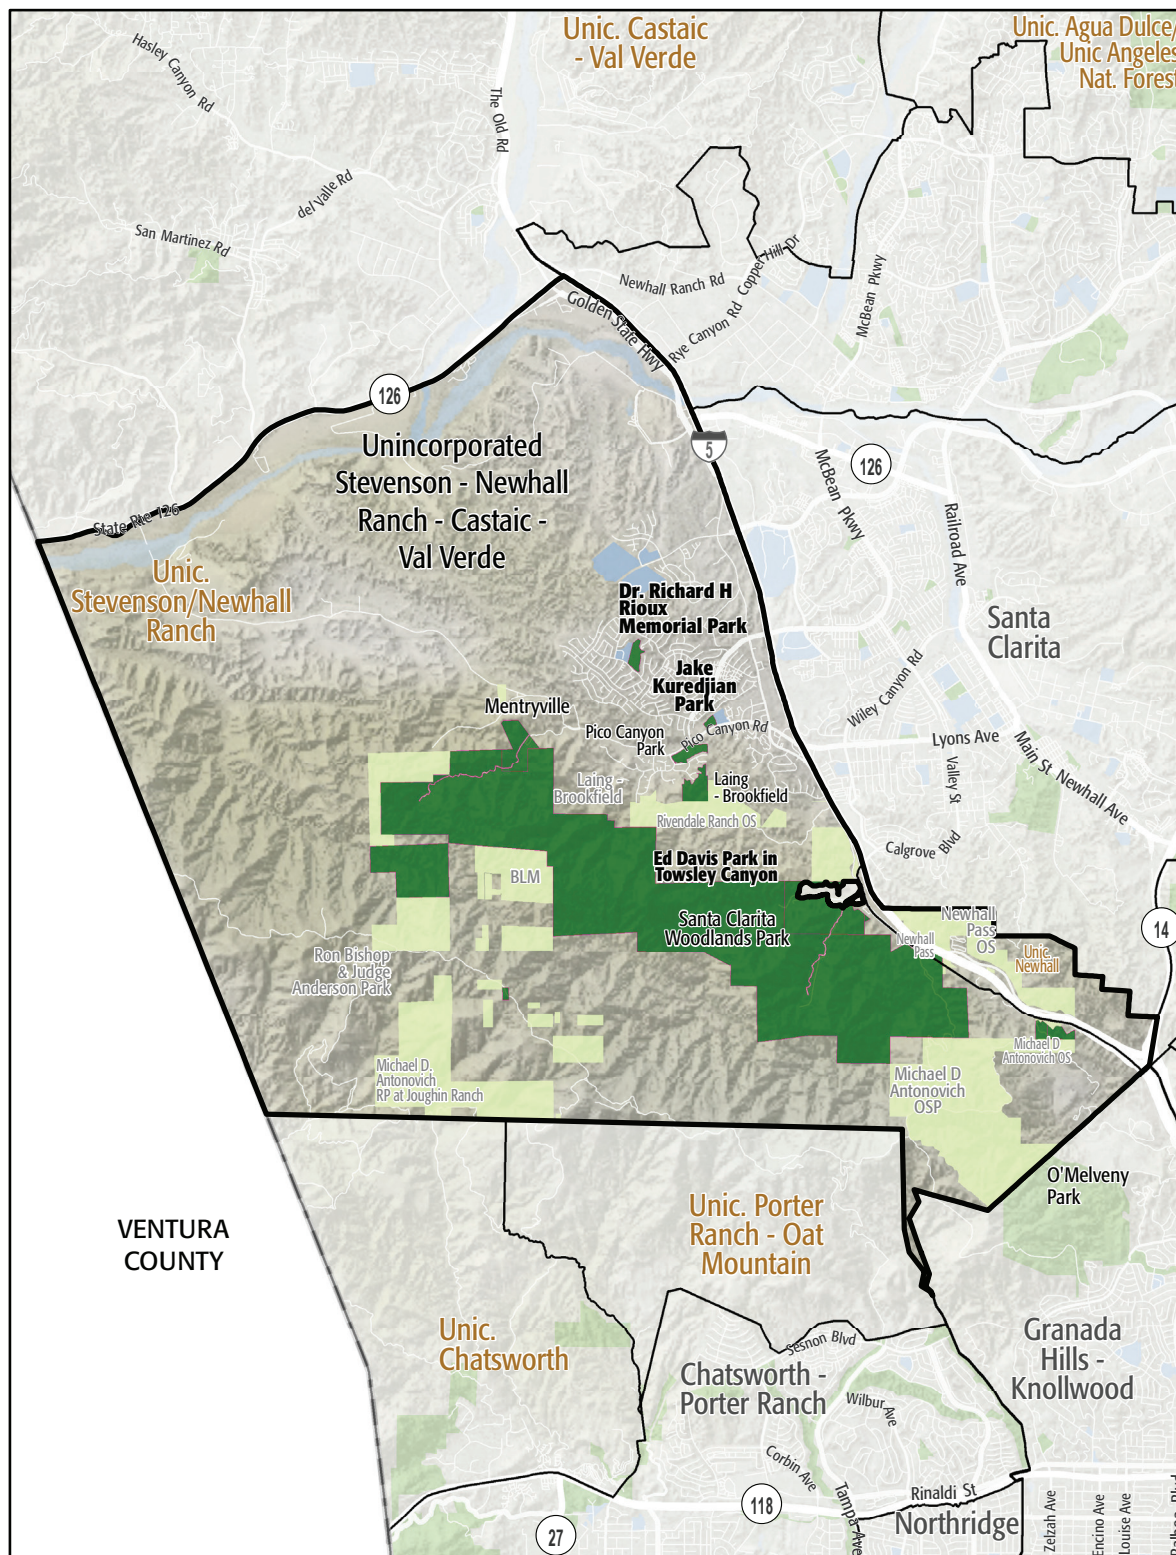 Unic. Castaic
- Val Verde
Unic. Agua Dulce/
Unic Angeles
Nat. Forest
Hasley Canyon Rd
The Old Rd
del Valle Rd
San Martinez Rd
Newhall Ranch Rd
Copper Hill Dr
Rye Canyon Rd
McBean Pkwy
Golden State Hwy
126
5
126
McBean Pkwy
Railroad Ave
State Rte 126
Unincorporated
Stevenson - Newhall
Ranch - Castaic -
Val Verde
Unic.
Stevenson/Newhall
Ranch
Dr. Richard H
Rioux
Memorial Park
Santa
Clarita
Jake
Kuredjian
Park
Wiley Canyon Rd
Mentryville
Pico Canyon
Park
Pico Canyon Rd
Lyons Ave
Valley St
Main St
Newhall Ave
Laing -
Brookfield
Laing
- Brookfield
Rivendale Ranch OS
Calgrove Blvd
Ed Davis Park in
Towsley Canyon
BLM
Santa Clarita
Woodlands Park
Newhall
Pass
OS
Newhall
Pass
Unic.
Newhall
14
Ron Bishop
& Judge
Anderson Park
Michael D
Antonovich OS
Michael D.
Antonovich
RP at Joughin Ranch
Michael D
Antonovich
OSP
O'Melveny
Park
VENTURA
COUNTY
Unic. Porter
Ranch - Oat
Mountain
Unic.
Chatsworth
Sesnon Blvd
Granada
Hills -
Knollwood
Chatsworth -
Porter Ranch
Wilbur Ave
Corbin Ave
Tampa Ave
Rinaldi St
118
27
Northridge
Zelzah Ave
Encino Ave
Louise Ave